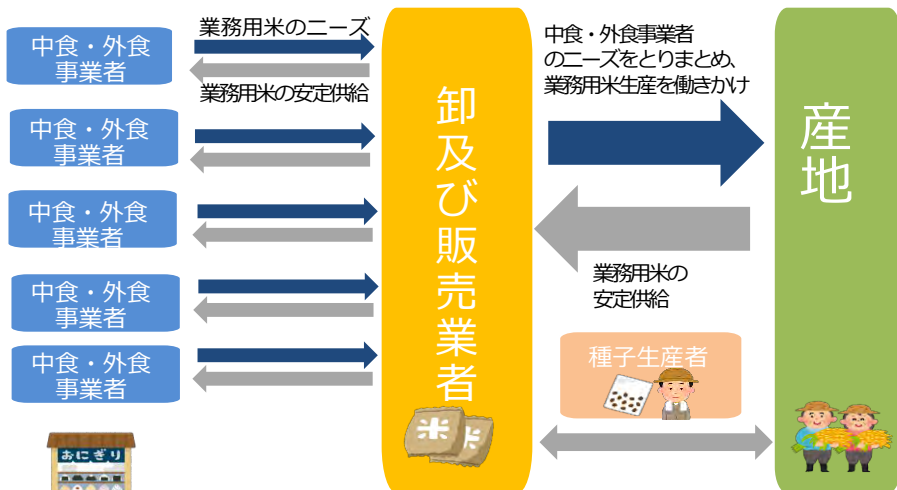 中食・外食
事業者
中食・外食
事業者
中食・外食
事業者
中食・外食
事業者
中食・外食
事業者
業務用米のニーズ
業務用米の安定供給
卸及び販売業者
米
米
中食・外食事業者
のニーズをとりまとめ、
業務用米生産を働きかけ
業務用米の
安定供給
種子生産者
産地
おにぎり